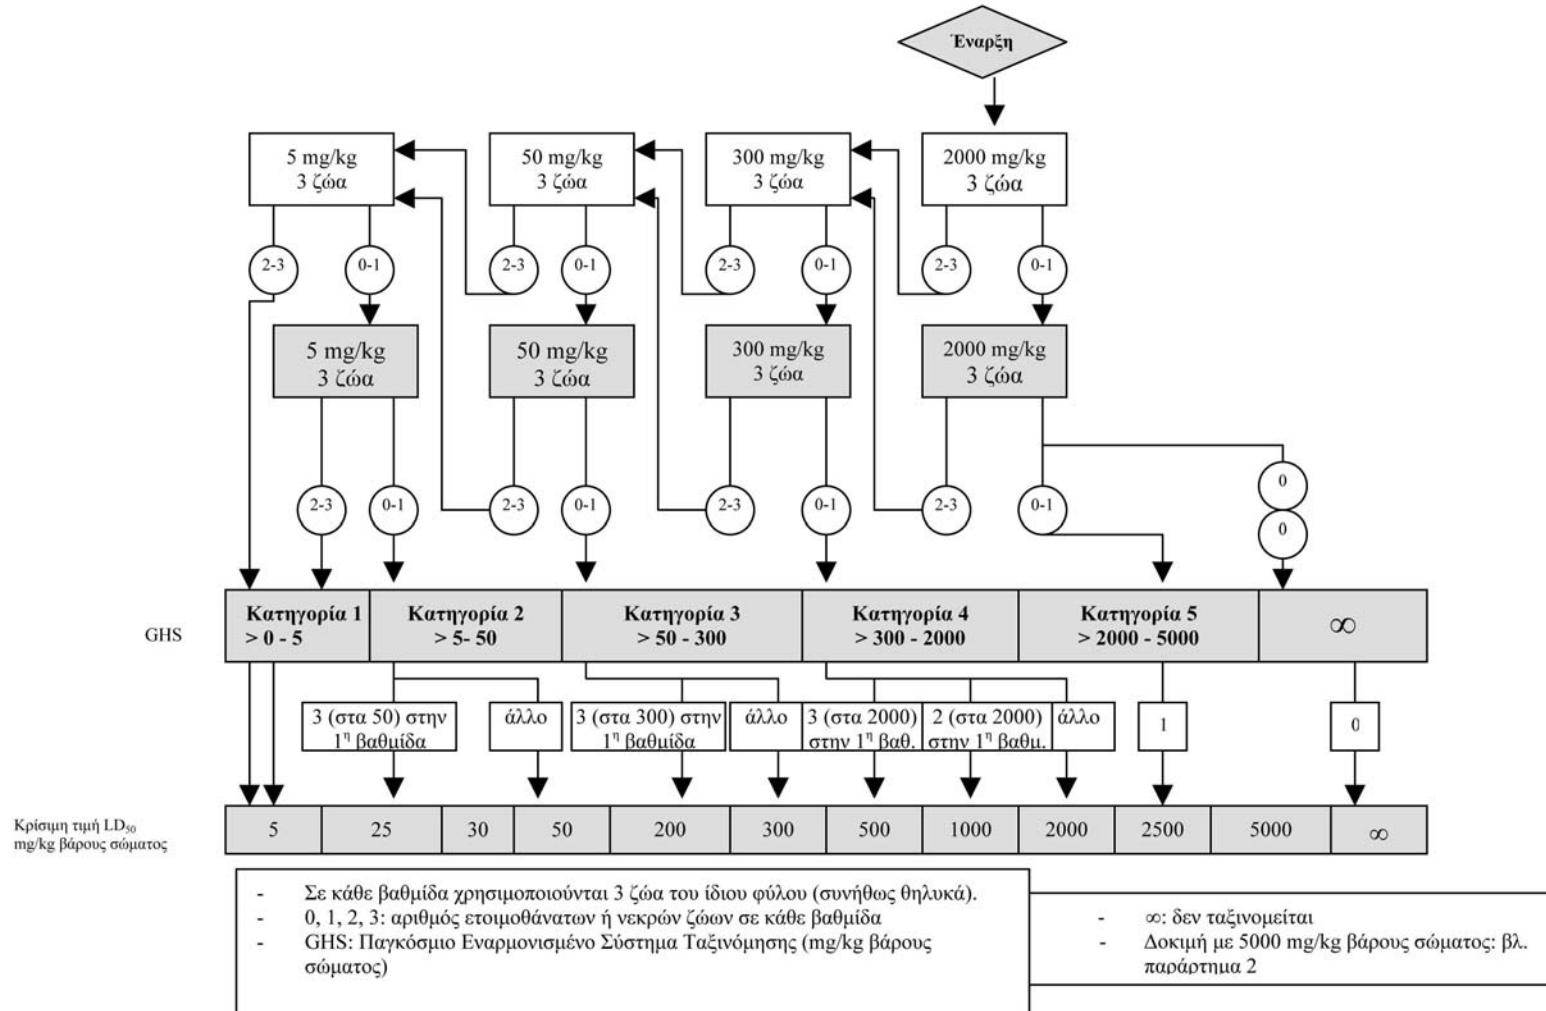 Έναρξη
5 mg/kg
3 ζώα
50 mg/kg
3 ζώα
300 mg/kg
3 ζώα
2000 mg/kg
3 ζώα
2-3
0-1
2-3
0-1
2-3
0-1
2-3
0-1
5 mg/kg
3 ζώα
50 mg/kg
3 ζώα
300 mg/kg
3 ζώα
2000 mg/kg
3 ζώα
2-3
0-1
2-3
0-1
2-3
0-1
2-3
0-1
0
0
GHS
Κατηγορία 1
> 0 - 5
Κατηγορία 2
> 5- 50
Κατηγορία 3
> 50 - 300
Κατηγορία 4
> 300 - 2000
Κατηγορία 5
> 2000 - 5000
∞
3 (στα 50) στην
1η βαθμίδα
άλλο
3 (στα 300) στην
1η βαθμίδα
άλλο
3 (στα 2000)
στην 1η βαθ.
2 (στα 2000)
στην 1η βαθμ.
άλλο
1
0
Κρίσιμη τιμή LD50
mg/kg βάρους σώματος
5
25
30
50
200
300
500
1000
2000
2500
5000
∞
- Σε κάθε βαθμίδα χρησιμοποιούνται 3 ζώα του ίδιου φύλου (συνήθως θηλυκά).
- 0, 1, 2, 3: αριθμός ετοιμοθάνατων ή νεκρών ζώων σε κάθε βαθμίδα
- GHS: Παγκόσμιο Εναρμονισμένο Σύστημα Ταξινόμησης (mg/kg βάρους
σώματος)
- ∞: δεν ταξινομείται
- Δοκιμή με 5000 mg/kg βάρους σώματος: βλ.
παράρτημα 2